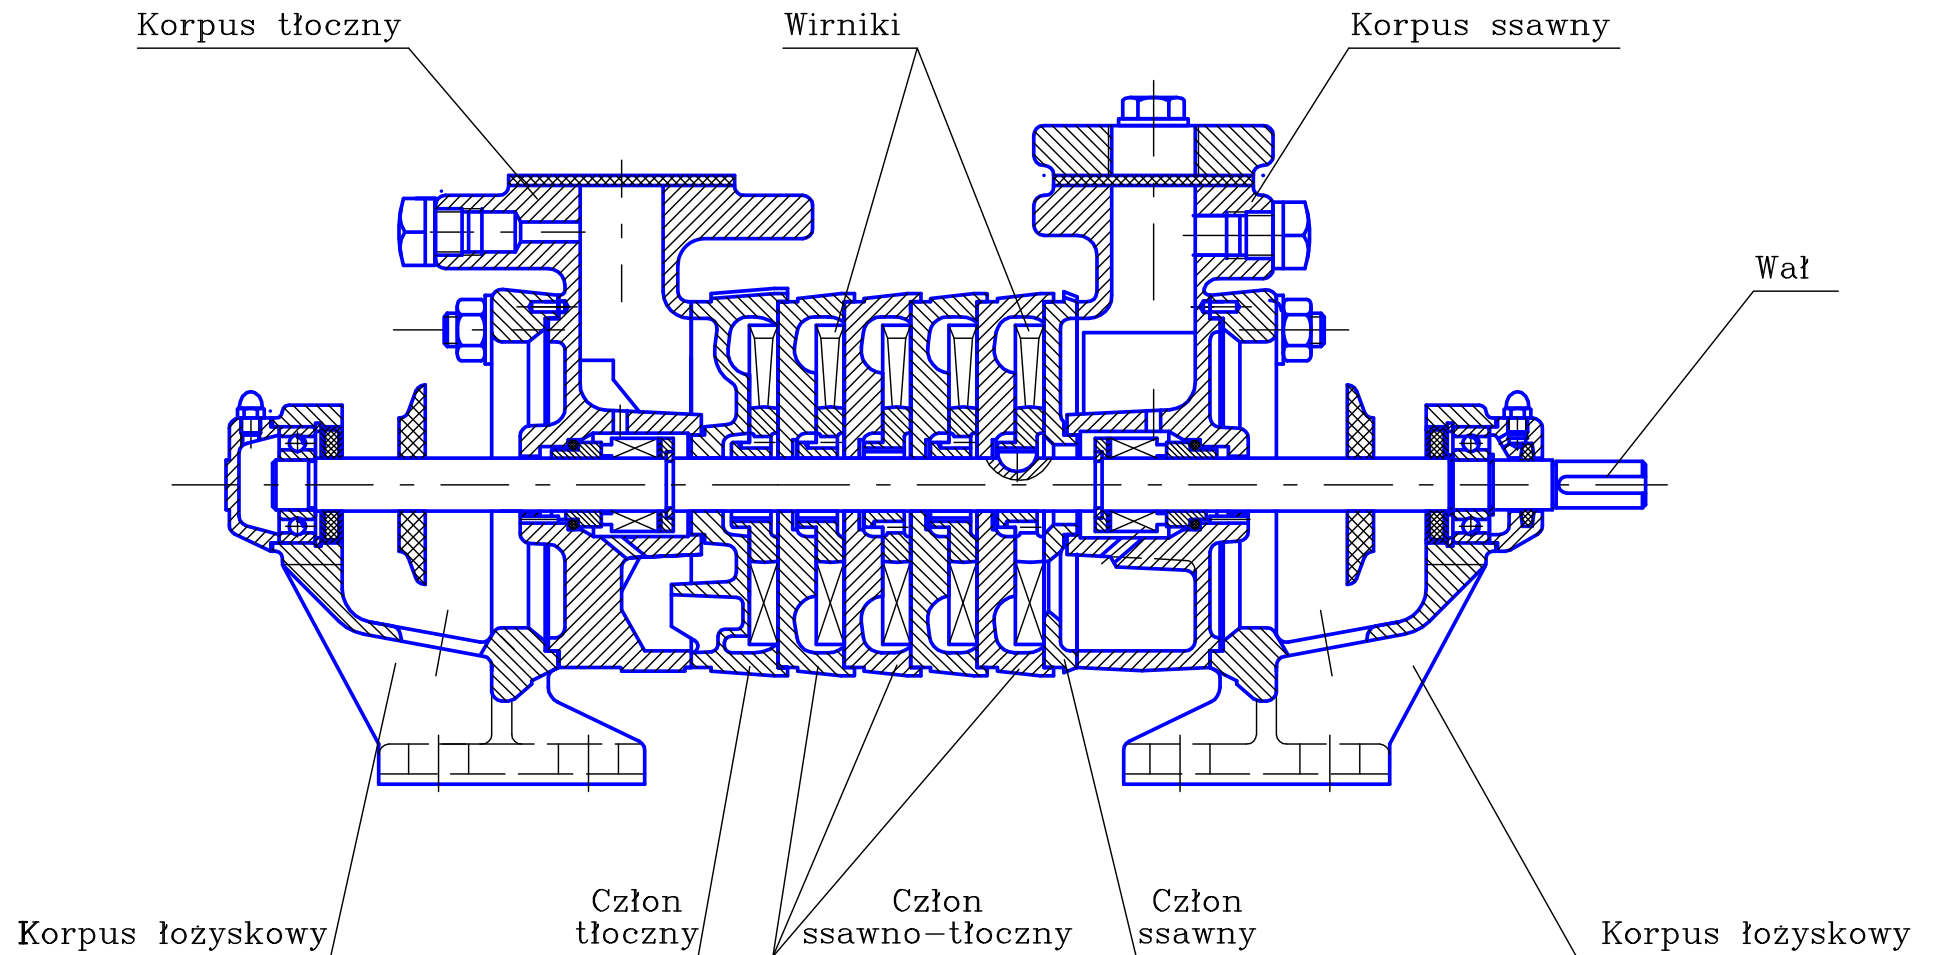 Korpus tłoczny
Wirniki
Korpus ssawny
Wał
Korpus łożyskowy
Człon
tłoczny
Człon
ssawno-tłoczny
Człon
ssawny
Korpus łożyskowy